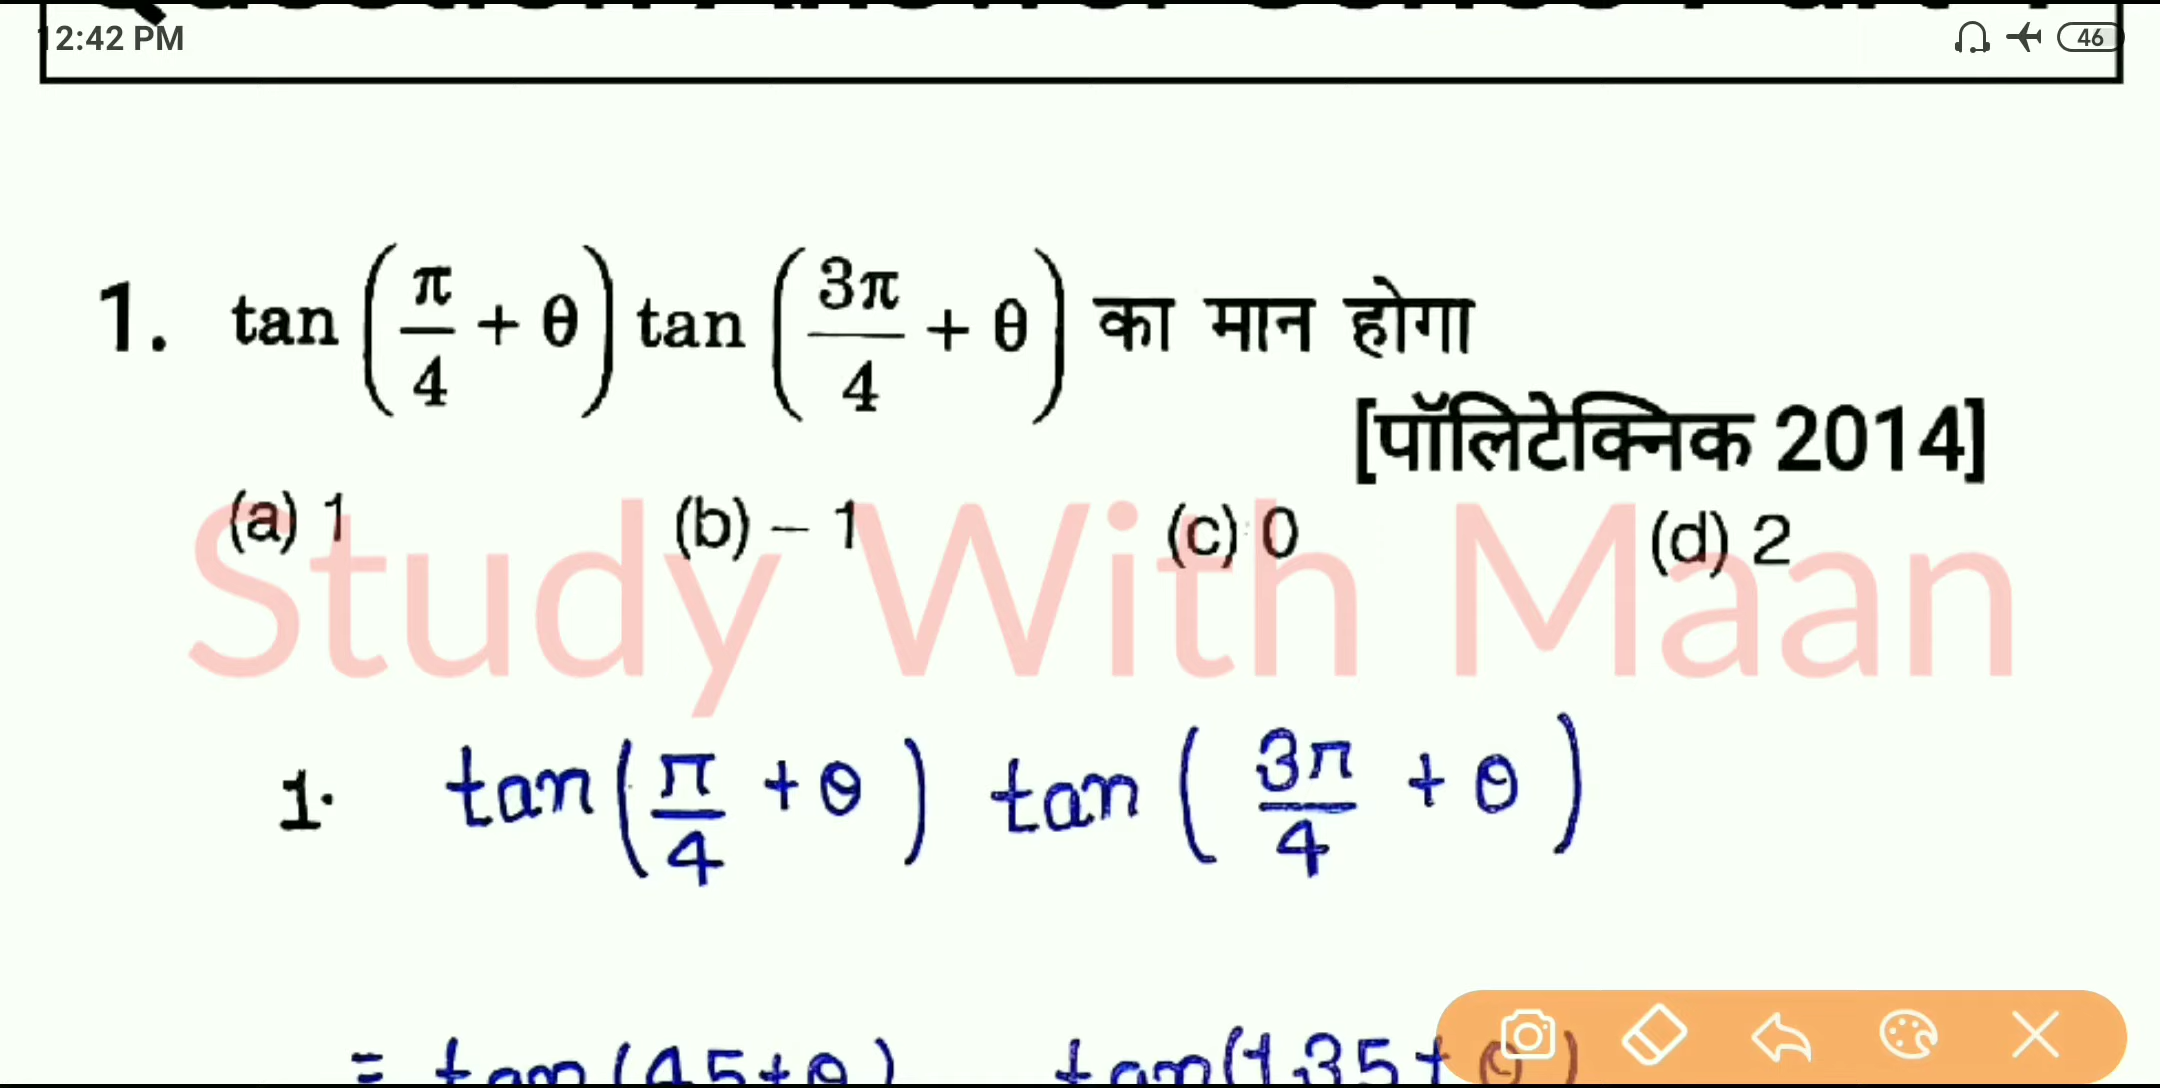 12:42 PM 46
1. tan (π/4 + θ) tan (3π/4 + θ) का मान होगा
[पॉलिटेक्निक 2014]
(a) 1 (b) – 1 (c) 0 (d) 2
Study With Maan
1. tan (π/4 + θ) tan (3π/4 + θ)
= tan (45+θ) tan(135+θ)